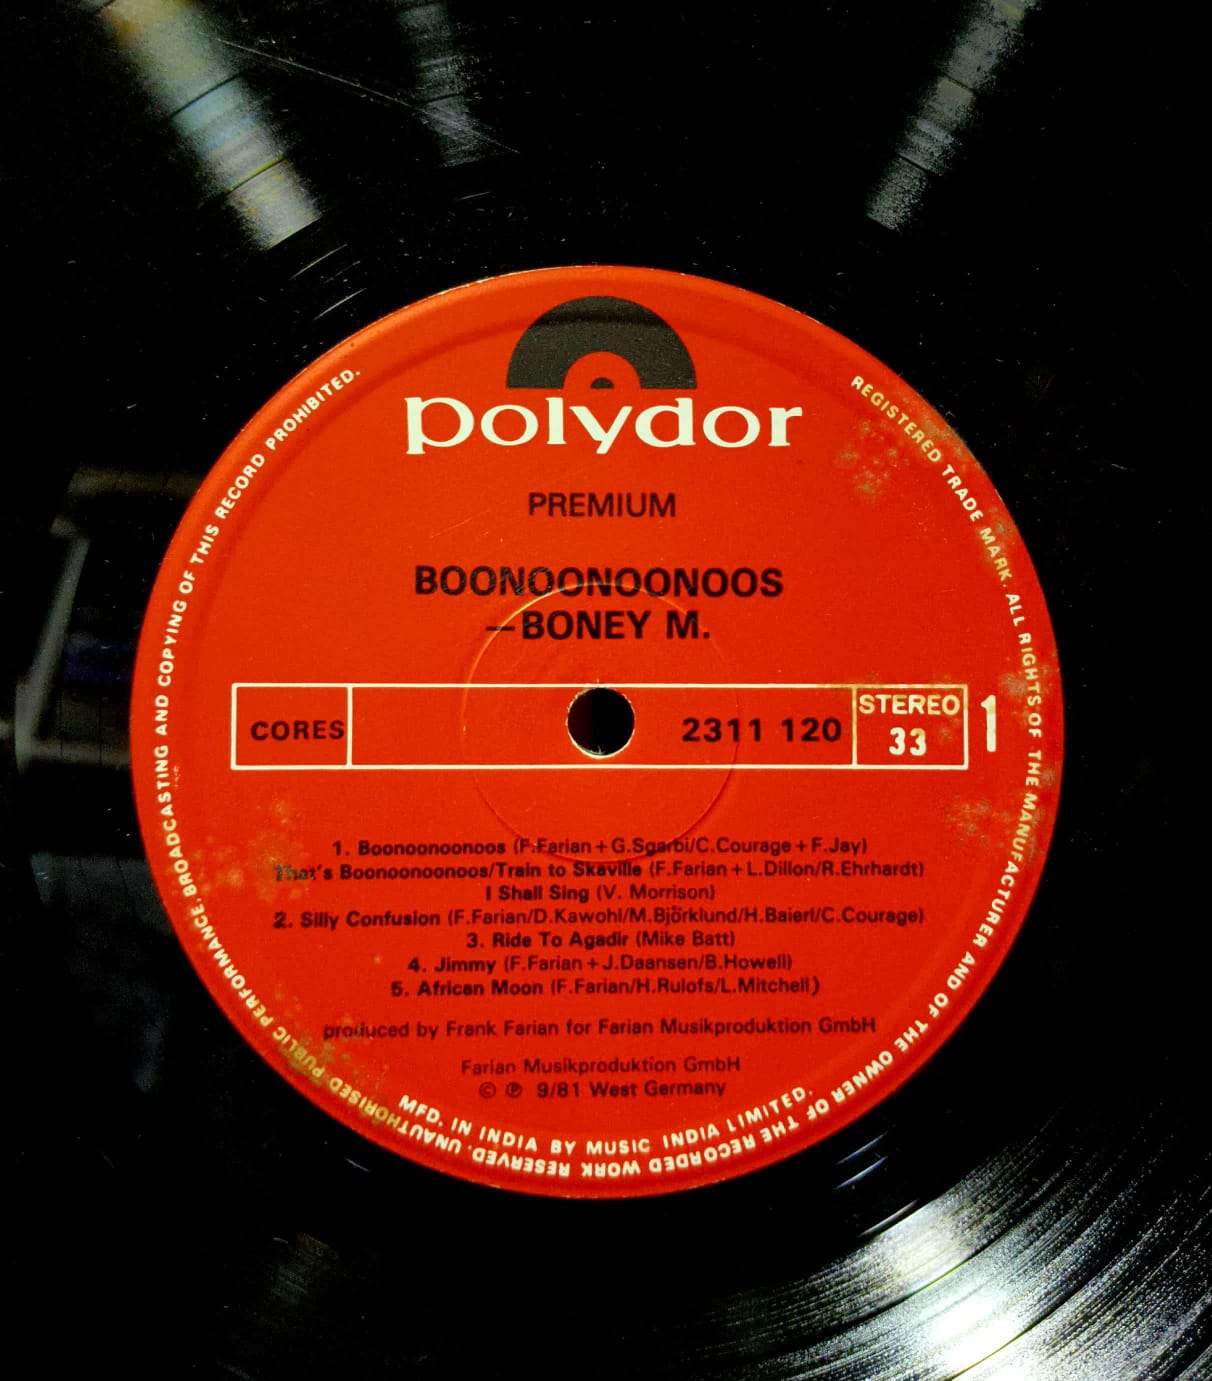 polydor
PREMIUM
BOONOONOONOOS
—BONEY M.
CORES
2311 120
STEREO
33
1
1. Boonoonoonoos (F.Farian+G.Sgarbi/C.Courage+F.Jay)
That's Boonoonoonoos/Train to Skaville (F.Farian+L.Dillon/R.Ehrhardt)
I Shall Sing (V. Morrison)
2. Silly Confusion (F.Farian/D.Kawohl/M.Björklund/H.Baierl/C.Courage)
3. Ride To Agadir (Mike Batt)
4. Jimmy (F.Farian+J.Daansen/B.Howell)
5. African Moon (F.Farian/H.Rulofs/L.Mitchell)
produced by Frank Farian for Farian Musikproduktion GmbH
Farian Musikproduktion GmbH
© ℗ 9/81 West Germany
MFD. IN INDIA BY MUSIC INDIA LIMITED.
REGISTERED TRADE MARK. ALL RIGHTS OF THE MANUFACTURER AND OF THE OWNER OF THE RECORDED WORK RESERVED. UNAUTHORISED PUBLIC PERFORMANCE, BROADCASTING AND COPYING OF THIS RECORD PROHIBITED.